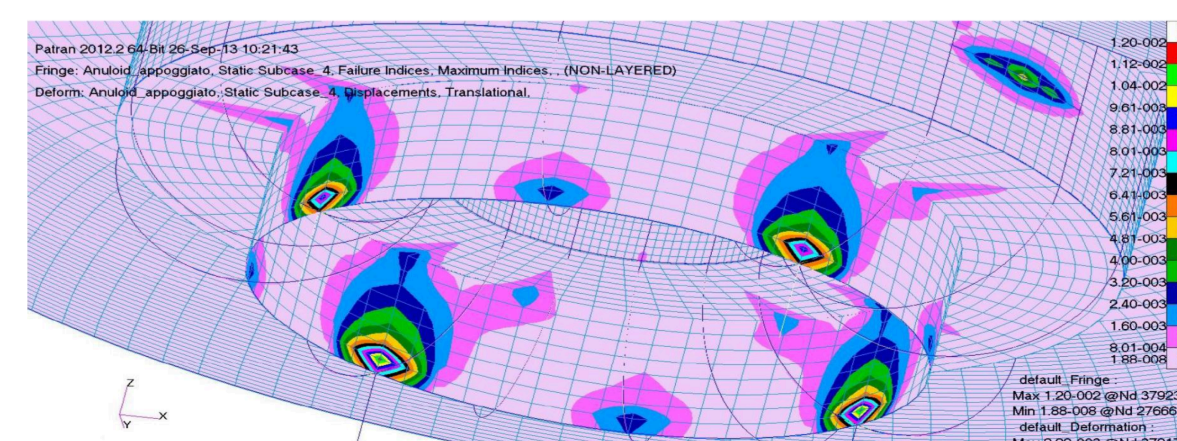 Patran 2012.2 64-Bit 26-Sep-13 10:21:43
Fringe: Anuloid_appoggiato, Static Subcase_4, Failure Indices, Maximum Indices, , (NON-LAYERED)
Deform: Anuloid_appoggiato, Static Subcase_4, Displacements, Translational,
1.20-002
1.12-002
1.04-002
9.61-003
8.81-003
8.01-003
7.21-003
6.41-003
5.61-003
4.81-003
4.00-003
3.20-003
2.40-003
1.60-003
8.01-004
1.88-008
default_Fringe :
Max 1.20-002 @Nd 37923
Min 1.88-008 @Nd 27666
default_Deformation :
Z
X
Y